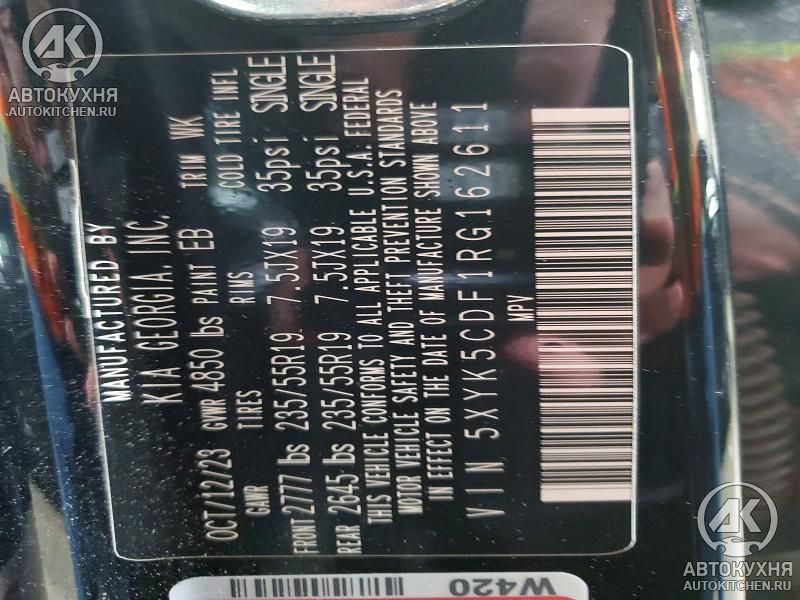 AK
АВТОКУХНЯ
AUTOKITCHEN.RU
MANUFACTURED BY
KIA GEORGIA, INC.
OCT/12/23 GVWR 4850 lbs PAINT EB TRIM WK
GAWR TIRES RIMS COLD TIRE INFL
FRONT 2777 lbs 235/55R19 7.5JX19 35psi SINGLE
REAR 2645 lbs 235/55R19 7.5JX19 35psi SINGLE
THIS VEHICLE CONFORMS TO ALL APPLICABLE U.S.A. FEDERAL
MOTOR VEHICLE SAFETY AND THEFT PREVENTION STANDARDS
IN EFFECT ON THE DATE OF MANUFACTURE SHOWN ABOVE
VIN 5XYK5CDF1RG162611
MPV
W420
AK
АВТОКУХНЯ
AUTOKITCHEN.RU